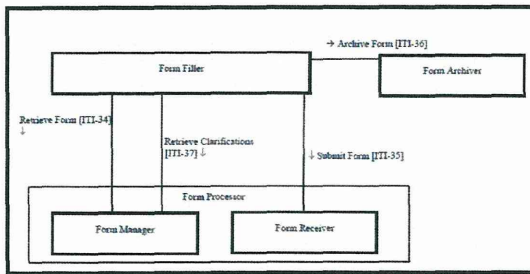 → Archive Form [ITI-36]
Form Filler
Form Archiver
Retrieve Form [ITI-34]
↓
Retrieve Clarifications
[ITI-37] ↓
↓ Submit Form [ITI-35]
Form Processor
Form Manager
Form Receiver